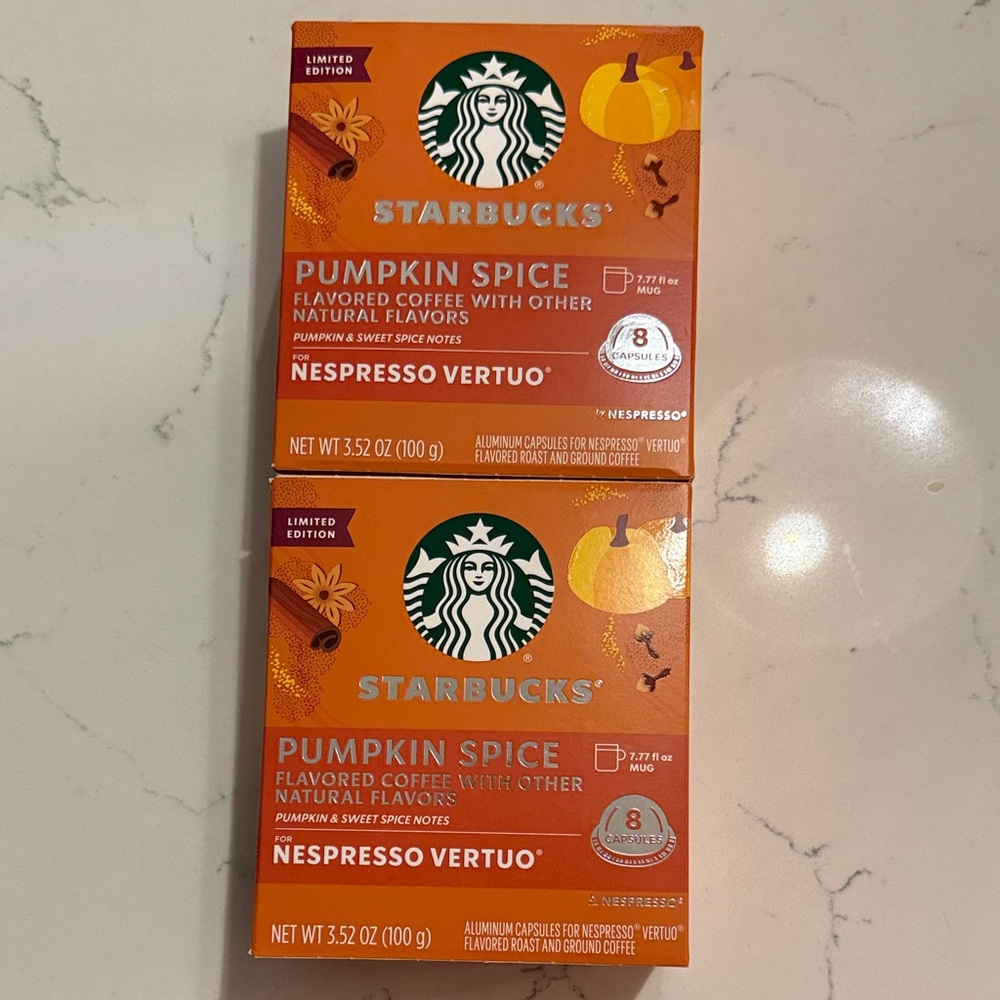 LIMITED
EDITION
®
STARBUCKS®
PUMPKIN SPICE
FLAVORED COFFEE WITH OTHER
NATURAL FLAVORS
PUMPKIN & SWEET SPICE NOTES
7.77 fl oz
MUG
8
CAPSULES
FOR
NESPRESSO VERTUO®
by NESPRESSO®
NET WT 3.52 OZ (100 g)
ALUMINUM CAPSULES FOR NESPRESSO® VERTUO®
FLAVORED ROAST AND GROUND COFFEE
LIMITED
EDITION
®
STARBUCKS®
PUMPKIN SPICE
FLAVORED COFFEE WITH OTHER
NATURAL FLAVORS
PUMPKIN & SWEET SPICE NOTES
7.77 fl oz
MUG
8
CAPSULES
FOR
NESPRESSO VERTUO®
NESPRESSO®
NET WT 3.52 OZ (100 g)
ALUMINUM CAPSULES FOR NESPRESSO® VERTUO®
FLAVORED ROAST AND GROUND COFFEE